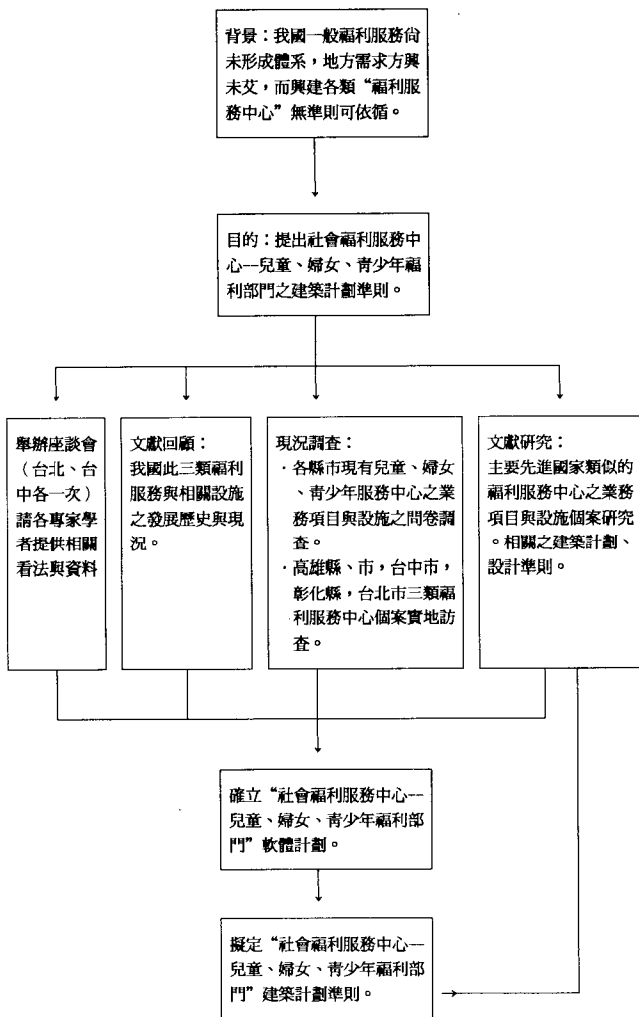 背景：我國一般福利服務尚
未形成體系，地方需求方興
未艾，而興建各類“福利服
務中心”無準則可依循。
目的：提出社會福利服務中
心--兒童、婦女、青少年福
利部門之建築計劃準則。
舉辦座談會
（台北、台
中各一次）
請各專家學
者提供相關
看法與資料
文獻回顧：
我國此三類福利
服務與相關設施
之發展歷史與現
況。
現況調查：
·各縣市現有兒童、婦女
、青少年服務中心之業
務項目與設施之問卷調
查。
·高雄縣、市，台中市，
彰化縣，台北市三類福
利服務中心個案實地訪
查。
文獻研究：
主要先進國家類似的
福利服務中心之業務
項目與設施個案研究
。相關之建築計劃、
設計準則。
確立“社會福利服務中心--
兒童、婦女、青少年福利部
門”軟體計劃。
擬定“社會福利服務中心--
兒童、婦女、青少年福利部
門”建築計劃準則。